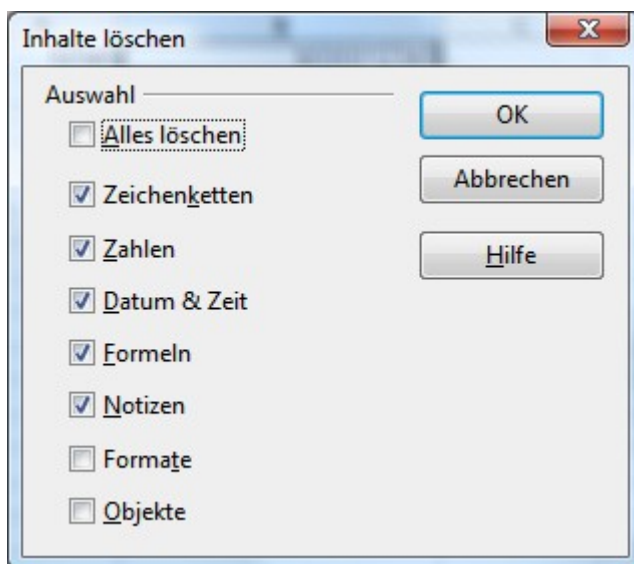 Inhalte löschen
Auswahl
Alles löschen
Zeichenketten
Zahlen
Datum & Zeit
Formeln
Notizen
Formate
Objekte
OK
Abbrechen
Hilfe